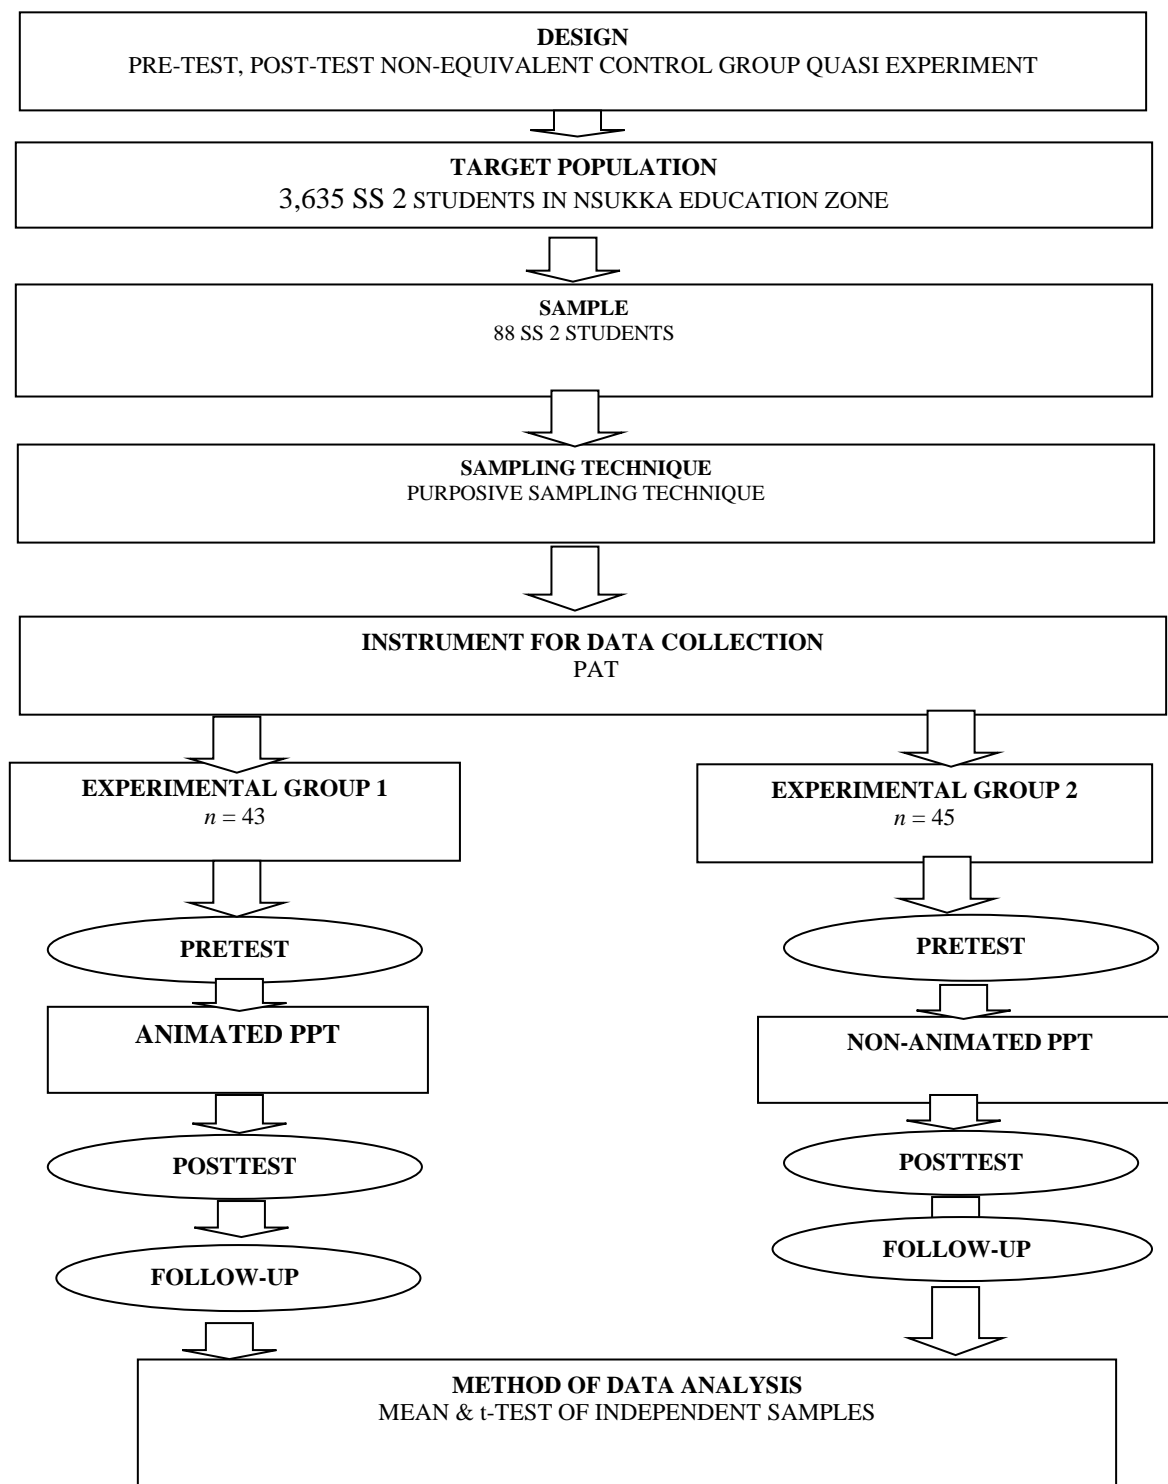 DESIGN
PRE-TEST, POST-TEST NON-EQUIVALENT CONTROL GROUP QUASI EXPERIMENT
TARGET POPULATION
3,635 SS 2 STUDENTS IN NSUKKA EDUCATION ZONE
SAMPLE
88 SS 2 STUDENTS
SAMPLING TECHNIQUE
PURPOSIVE SAMPLING TECHNIQUE
INSTRUMENT FOR DATA COLLECTION
PAT
EXPERIMENTAL GROUP 1
n = 43
PRETEST
ANIMATED PPT
POSTTEST
FOLLOW-UP
EXPERIMENTAL GROUP 2
n = 45
PRETEST
NON-ANIMATED PPT
POSTTEST
FOLLOW-UP
METHOD OF DATA ANALYSIS
MEAN & t-TEST OF INDEPENDENT SAMPLES